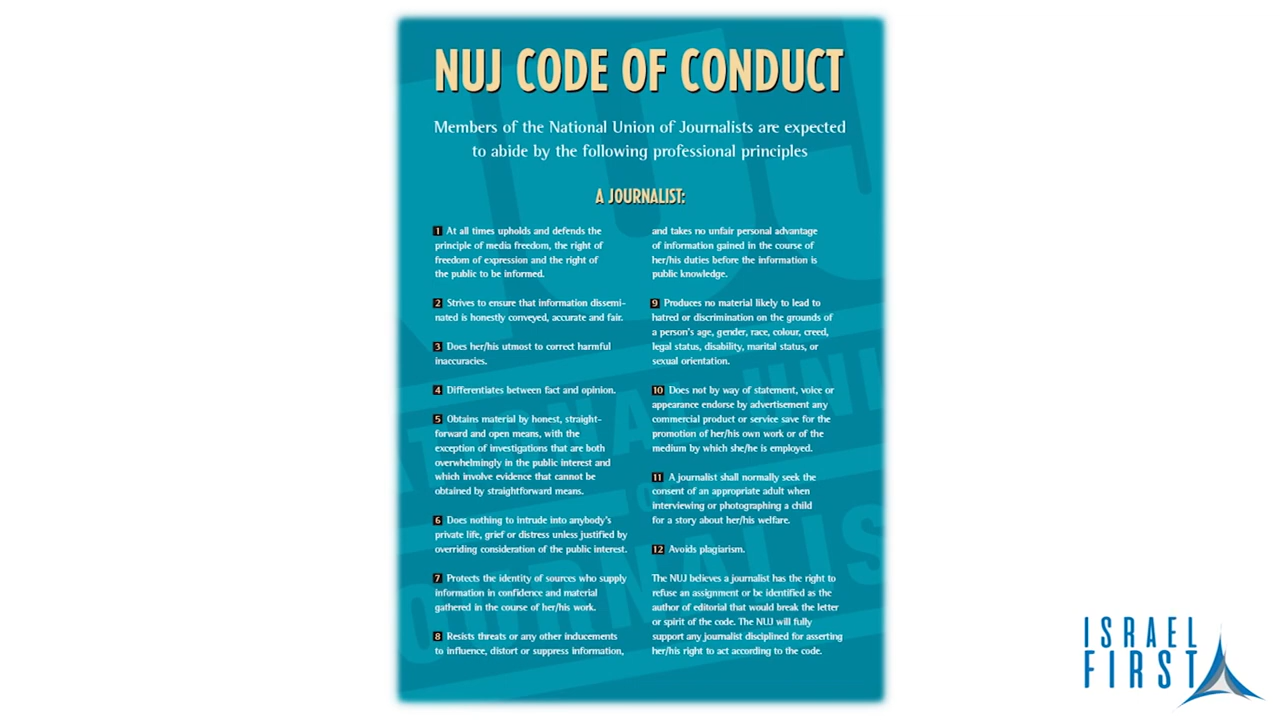 NUJ CODE OF CONDUCT
Members of the National Union of Journalists are expected
to abide by the following professional principles
A JOURNALIST:
1 At all times upholds and defends the
principle of media freedom, the right of
freedom of expression and the right of
the public to be informed.
2 Strives to ensure that information dissemi-
nated is honestly conveyed, accurate and fair.
3 Does her/his utmost to correct harmful
inaccuracies.
4 Differentiates between fact and opinion.
5 Obtains material by honest, straight-
forward and open means, with the
exception of investigations that are both
overwhelmingly in the public interest and
which involve evidence that cannot be
obtained by straightforward means.
6 Does nothing to intrude into anybody's
private life, grief or distress unless justified by
overriding consideration of the public interest.
7 Protects the identity of sources who supply
information in confidence and material
gathered in the course of her/his work.
8 Resists threats or any other inducements
to influence, distort or suppress information,
and takes no unfair personal advantage
of information gained in the course of
her/his duties before the information is
public knowledge.
9 Produces no material likely to lead to
hatred or discrimination on the grounds of
a person's age, gender, race, colour, creed,
legal status, disability, marital status, or
sexual orientation.
10 Does not by way of statement, voice or
appearance endorse by advertisement any
commercial product or service save for the
promotion of her/his own work or of the
medium by which she/he is employed.
11 A journalist shall normally seek the
consent of an appropriate adult when
interviewing or photographing a child
for a story about her/his welfare.
12 Avoids plagiarism.
The NUJ believes a journalist has the right to
refuse an assignment or be identified as the
author of editorial that would break the letter
or spirit of the code. The NUJ will fully
support any journalist disciplined for asserting
her/his right to act according to the code.
ISRAEL
FIRST